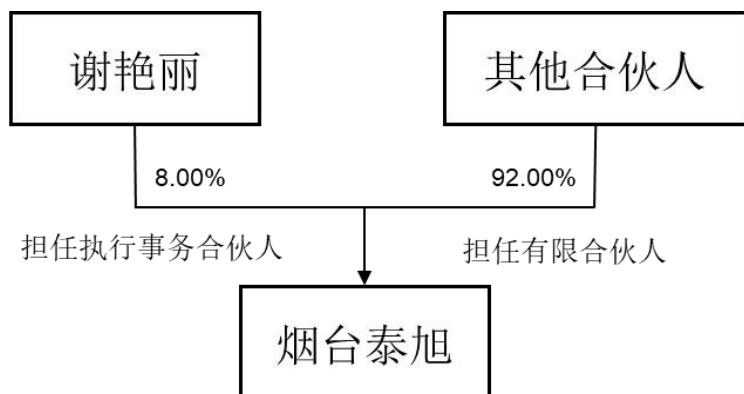 谢艳丽
其他合伙人
8.00%
92.00%
担任执行事务合伙人
担任有限合伙人
烟台泰旭